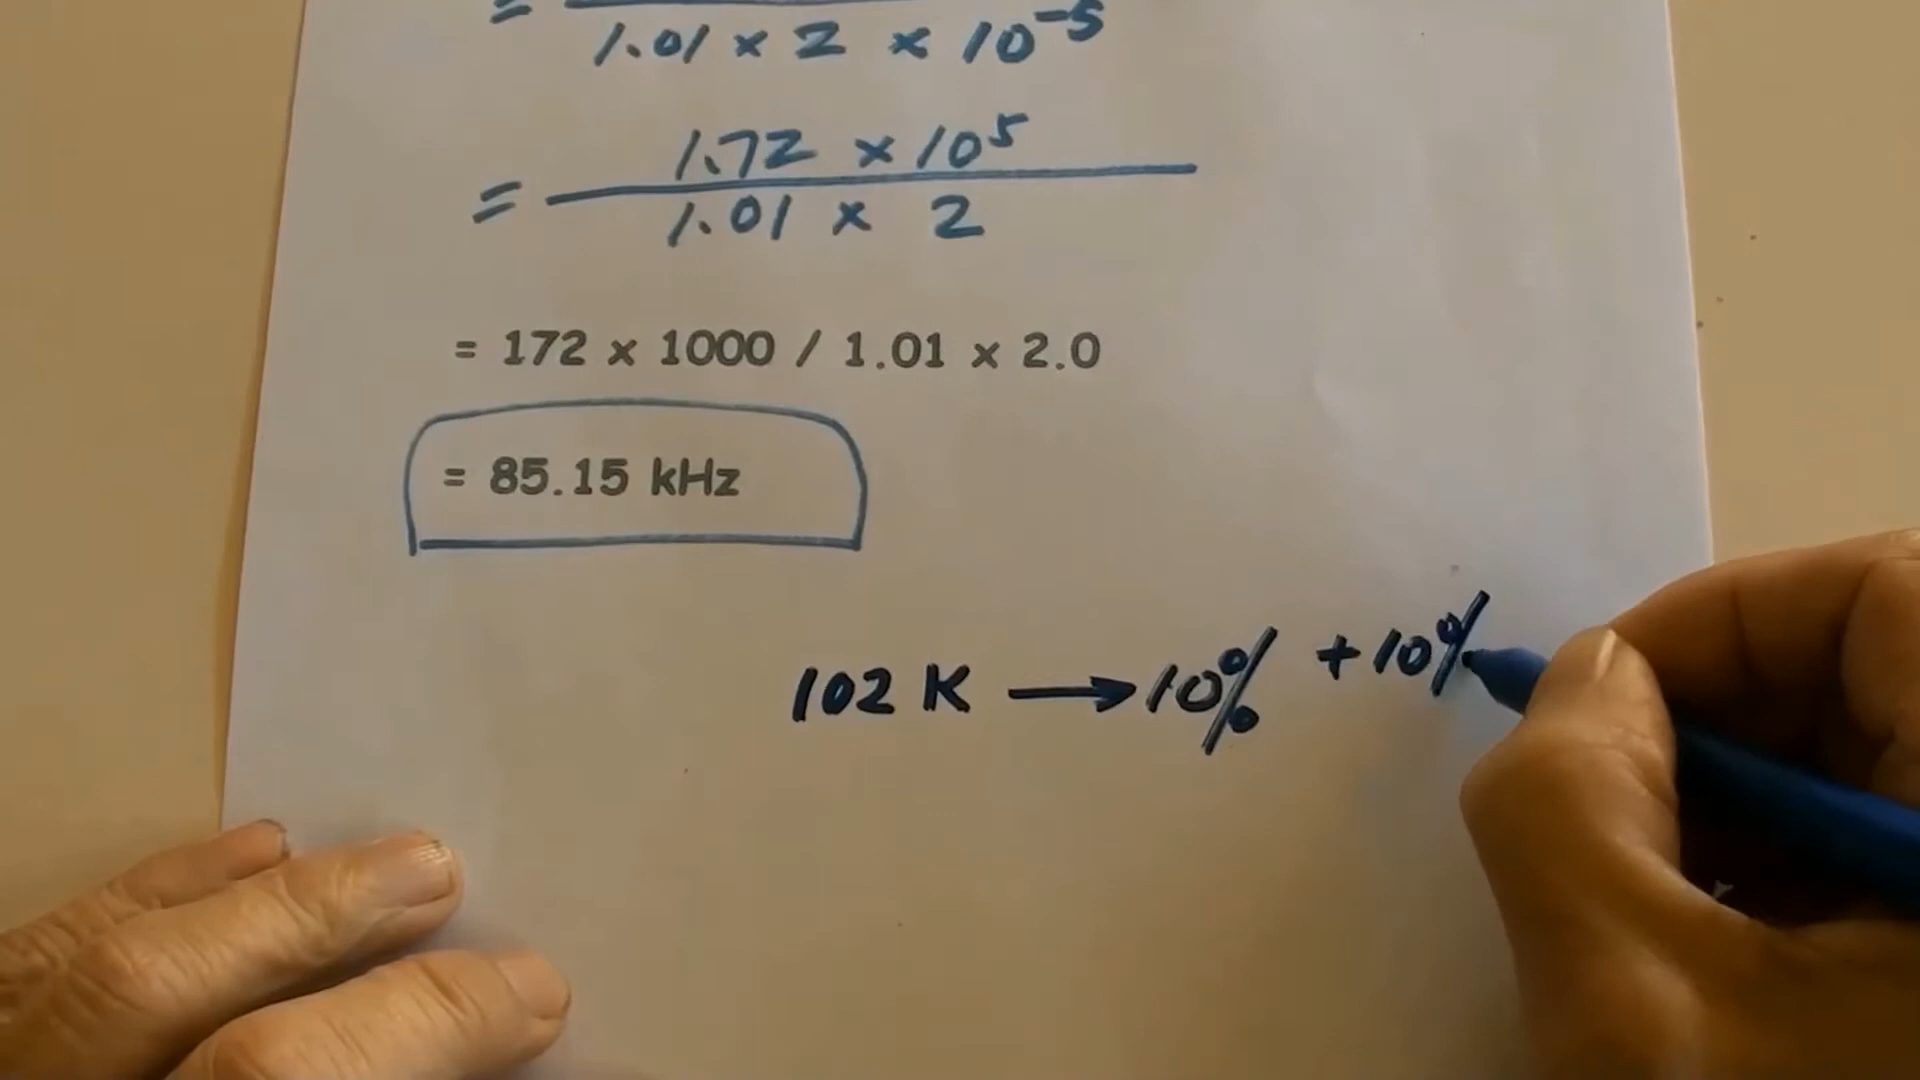 =
1.01 x 2 x 10⁻⁵
1.72 x 10⁵
=
1.01 x 2
= 172 x 1000 / 1.01 x 2.0
= 85.15 kHz
102 K → 10% + 10%